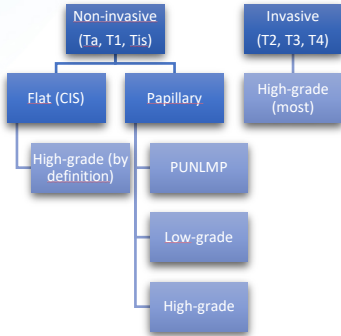 Non-invasive
(Ta, T1, Tis)
Invasive
(T2, T3, T4)
Flat (CIS)
Papillary
High-grade
(most)
High-grade (by
definition)
PUNLMP
Low-grade
High-grade